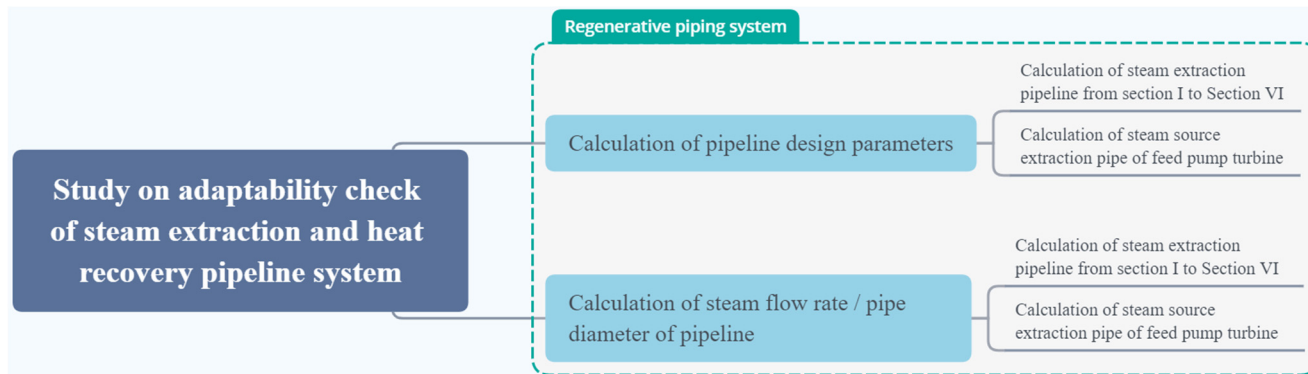 Regenerative piping system
Calculation of steam extraction
pipeline from section I to Section VI
Calculation of pipeline design parameters
Calculation of steam source
extraction pipe of feed pump turbine
Study on adaptability check
of steam extraction and heat
recovery pipeline system
Calculation of steam extraction
pipeline from section I to Section VI
Calculation of steam flow rate / pipe
diameter of pipeline
Calculation of steam source
extraction pipe of feed pump turbine